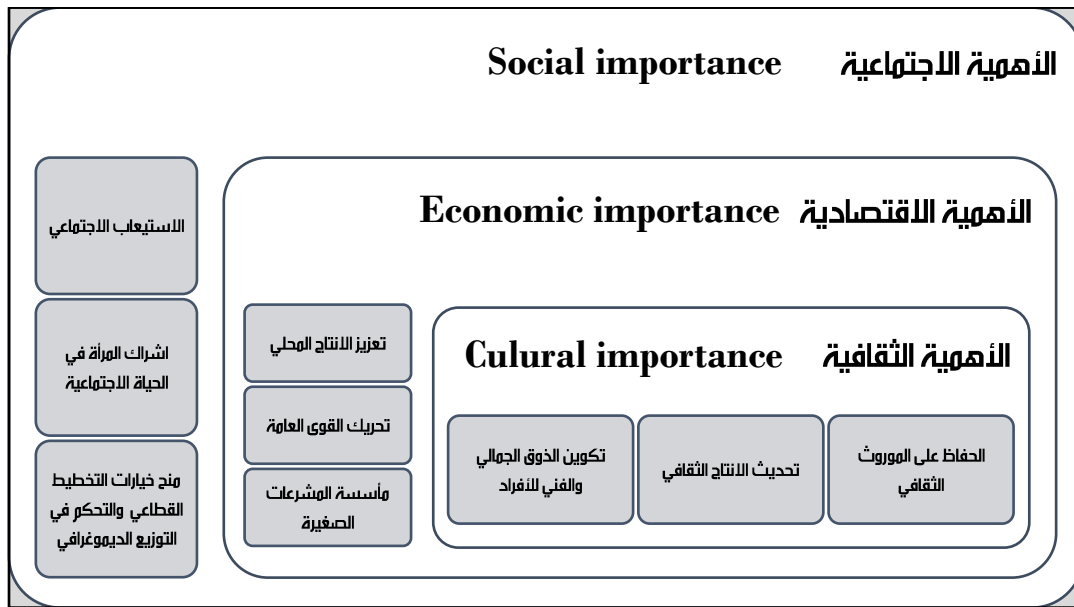 الأهمية الاجتماعية Social importance
الاستيعاب الاجتماعي
اشراك المرأة في
الحياة الاجتماعية
منح خيارات التخطيط
القطاعي والتحكم في
التوزيع الديموغرافي
الأهمية الاقتصادية Economic importance
تعزيز الانتاج المحلي
تحريك القوى العامة
مأسسة المشرعات
الصغيرة
الأهمية الثقافية Culural importance
الحفاظ على الموروث
الثقافي
تحديث الانتاج الثقافي
تكوين الذوق الجمالي
والفني للأفراد